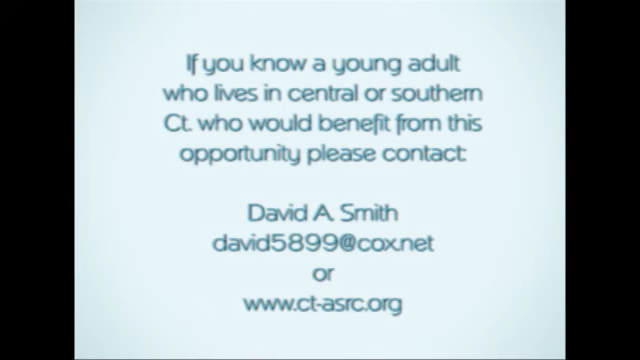 If you know a young adult
who lives in central or southern
Ct. who would benefit from this
opportunity please contact:

David A. Smith
david5899@cox.net
or
www.ct-asrc.org